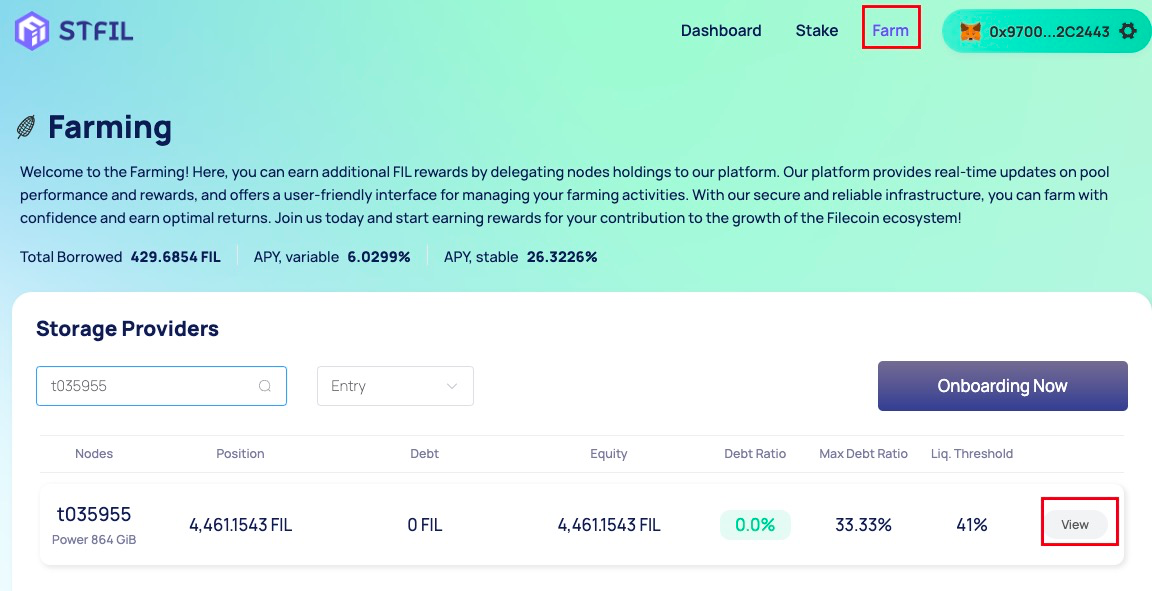 STFIL
Dashboard Stake Farm 0x9700...2C2443
Farming
Welcome to the Farming! Here, you can earn additional FIL rewards by delegating nodes holdings to our platform. Our platform provides real-time updates on pool
performance and rewards, and offers a user-friendly interface for managing your farming activities. With our secure and reliable infrastructure, you can farm with
confidence and earn optimal returns. Join us today and start earning rewards for your contribution to the growth of the Filecoin ecosystem!
Total Borrowed 429.6854 FIL APY, variable 6.0299% APY, stable 26.3226%
Storage Providers
t035955 Entry Onboarding Now
Nodes Position Debt Equity Debt Ratio Max Debt Ratio Liq. Threshold
t035955 4,461.1543 FIL 0 FIL 4,461.1543 FIL 0.0% 33.33% 41% View
Power 864 GiB